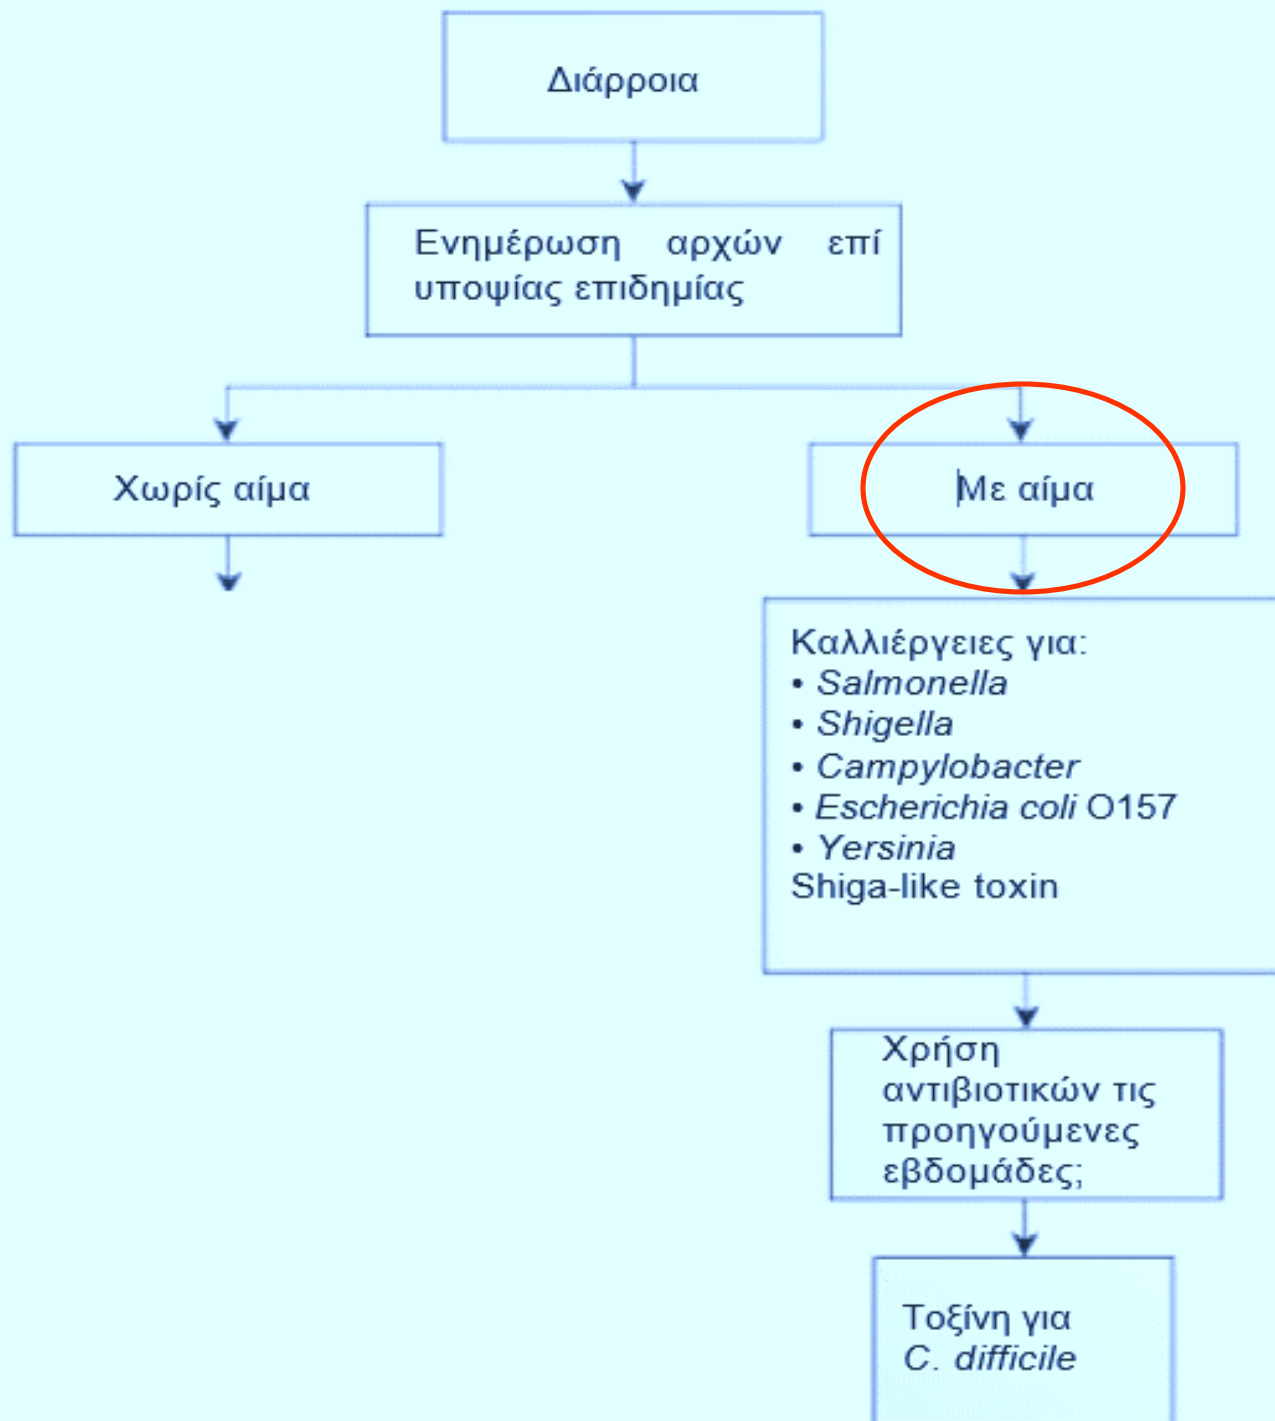 Διάρροια
Ενημέρωση αρχών επί
υποψίας επιδημίας
Χωρίς αίμα
Με αίμα
Καλλιέργειες για:
• Salmonella
• Shigella
• Campylobacter
• Escherichia coli O157
• Yersinia
Shiga-like toxin
Χρήση
αντιβιοτικών τις
προηγούμενες
εβδομάδες;
Τοξίνη για
C. difficile